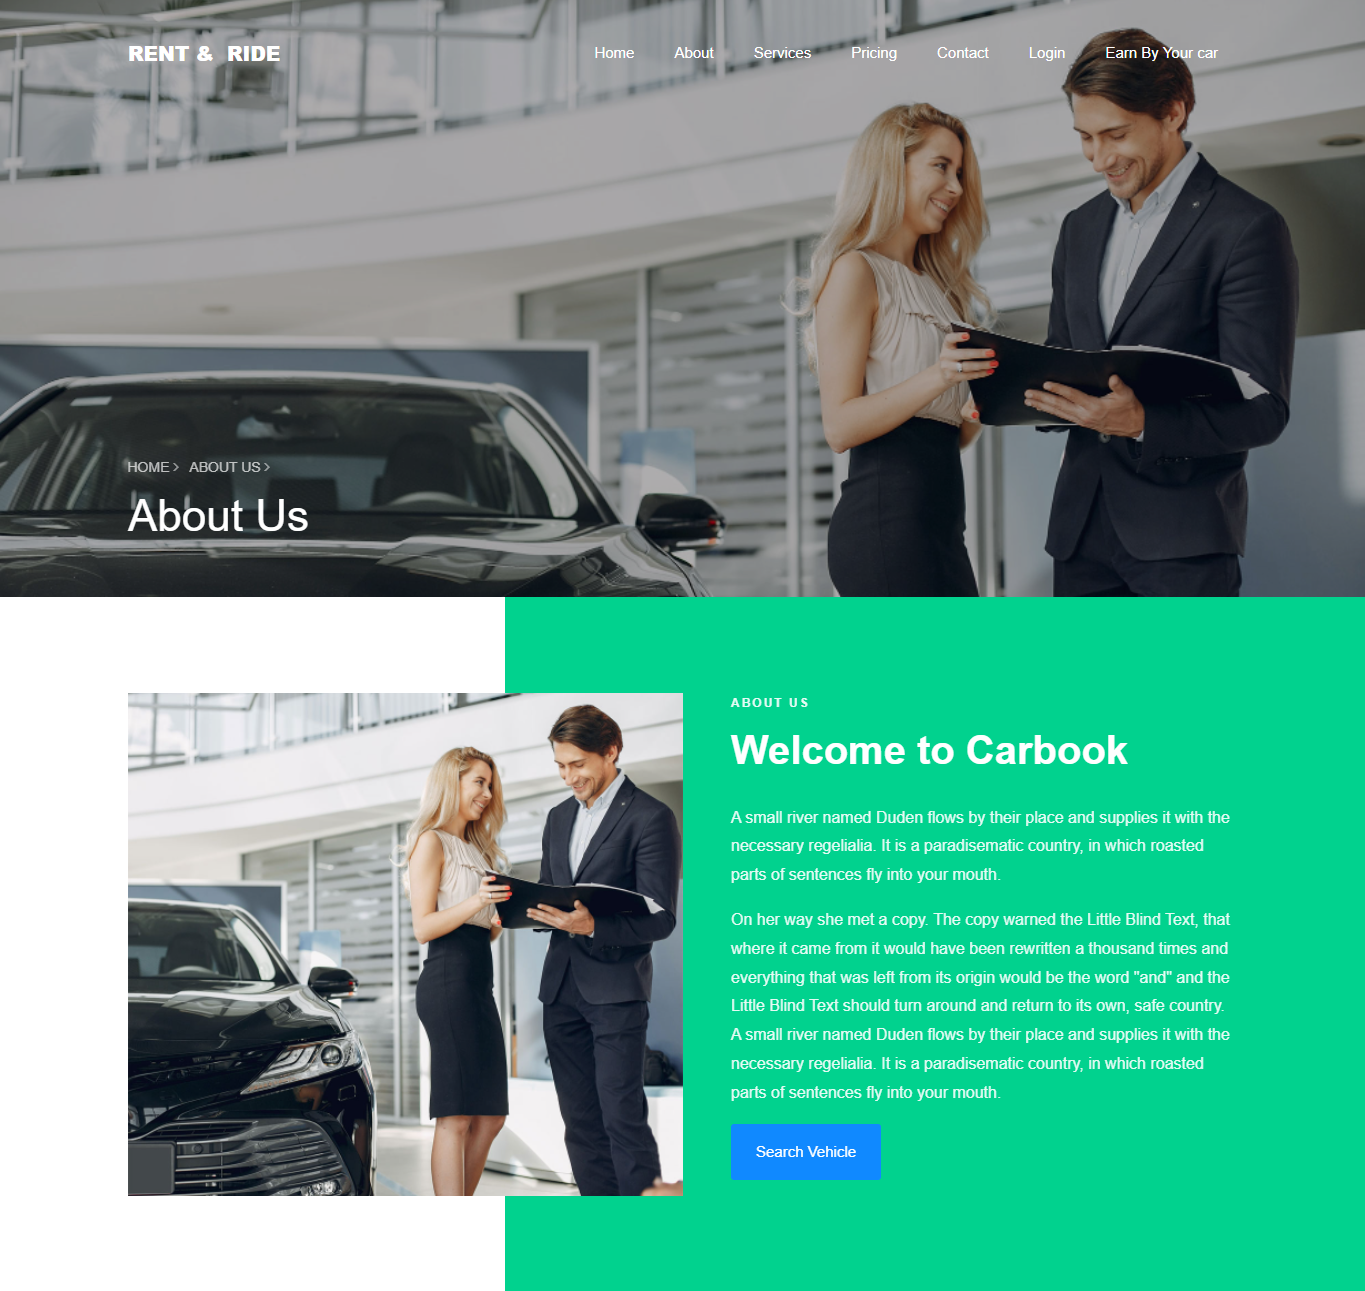 RENT & RIDE
Home About Services Pricing Contact Login Earn By Your car
HOME > ABOUT US >
About Us
ABOUT US
Welcome to Carbook
A small river named Duden flows by their place and supplies it with the
necessary regelialia. It is a paradisematic country, in which roasted
parts of sentences fly into your mouth.
On her way she met a copy. The copy warned the Little Blind Text, that
where it came from it would have been rewritten a thousand times and
everything that was left from its origin would be the word "and" and the
Little Blind Text should turn around and return to its own, safe country.
A small river named Duden flows by their place and supplies it with the
necessary regelialia. It is a paradisematic country, in which roasted
parts of sentences fly into your mouth.
Search Vehicle